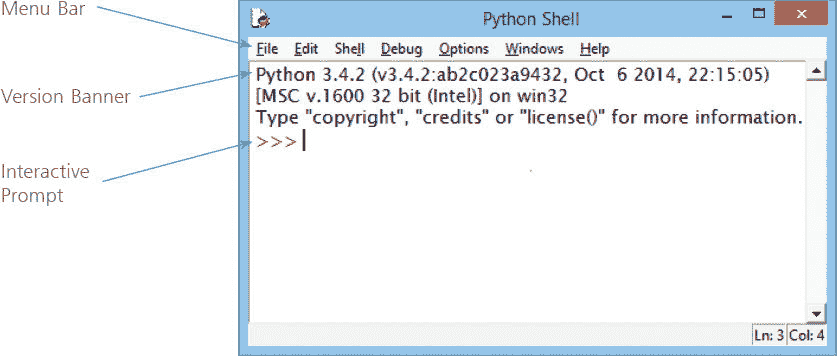 Menu Bar
Python Shell
File Edit Shell Debug Options Windows Help
Version Banner
Python 3.4.2 (v3.4.2:ab2c023a9432, Oct  6 2014, 22:15:05)
[MSC v.1600 32 bit (Intel)] on win32
Type "copyright", "credits" or "license()" for more information.
>>>
Interactive
Prompt
Ln: 3 Col: 4